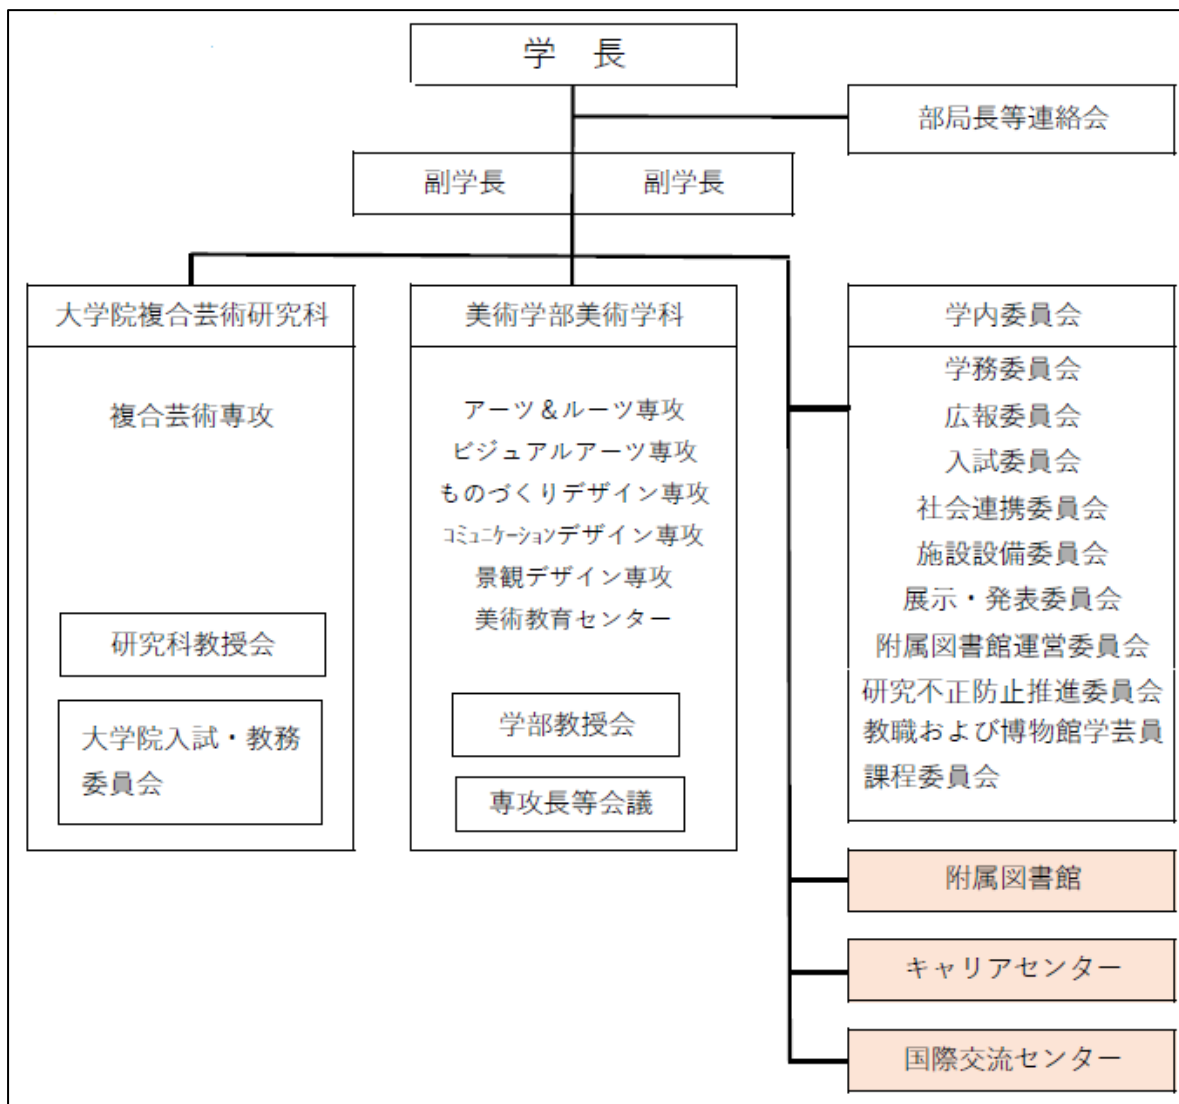 学　長
部局長等連絡会
副学長
副学長
大学院複合芸術研究科
複合芸術専攻
研究科教授会
大学院入試・教務
委員会
美術学部美術学科
アーツ＆ルーツ専攻
ビジュアルアーツ専攻
ものづくりデザイン専攻
ｺﾐｭﾆｹｰｼｮﾝデザイン専攻
景観デザイン専攻
美術教育センター
学部教授会
専攻長等会議
学内委員会
学務委員会
広報委員会
入試委員会
社会連携委員会
施設設備委員会
展示・発表委員会
附属図書館運営委員会
研究不正防止推進委員会
教職および博物館学芸員
課程委員会
附属図書館
キャリアセンター
国際交流センター